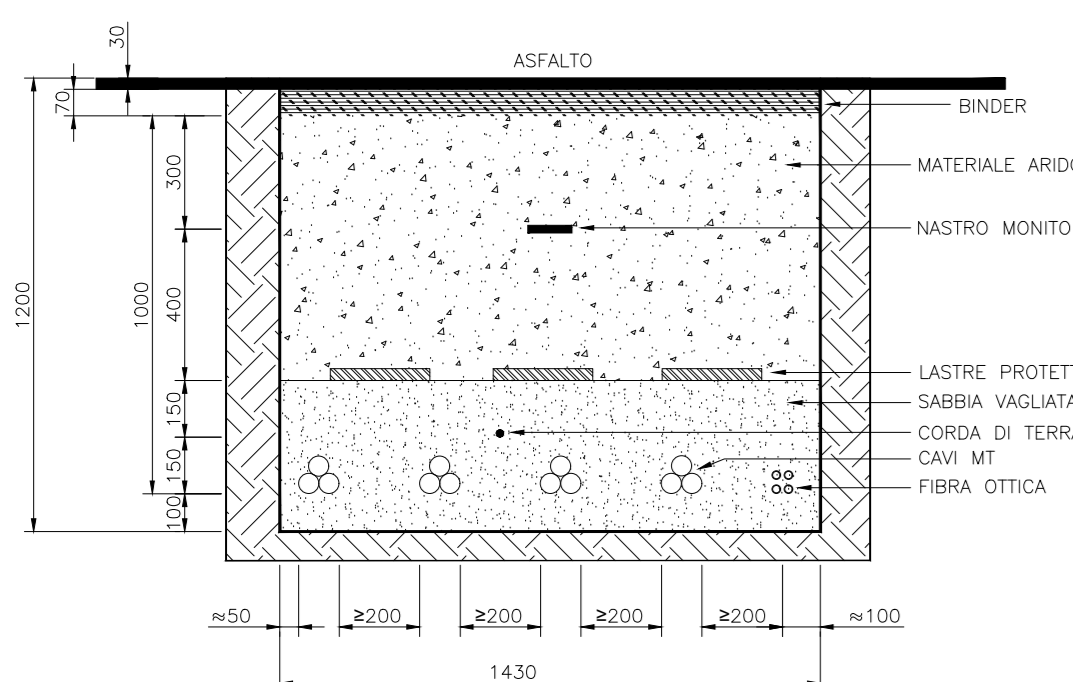 30
ASFALTO
70
BINDER
300
MATERIALE ARIDO
NASTRO MONITO
1200
1000
400
LASTRE PROTETT
150
SABBIA VAGLIATA
CORDA DI TERRA
150
CAVI MT
FIBRA OTTICA
100
≈50
≥200
≥200
≥200
≥200
≈100
1430